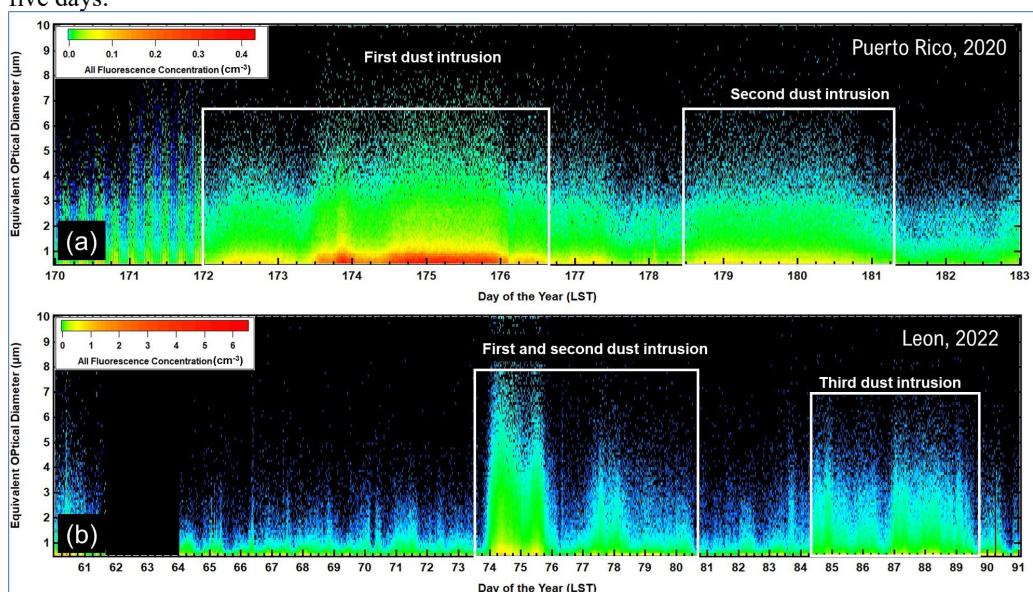 five days.
10
9
8
7
6
5
4
3
2
1
Equivalent OPtical Diameter (µm)
0.0 0.1 0.2 0.3 0.4
All Fluorescence Concentration (cm⁻³)
First dust intrusion
Puerto Rico, 2020
Second dust intrusion
(a)
170 171 172 173 174 175 176 177 178 179 180 181 182 183
Day of the Year (LST)
10
9
8
7
6
5
4
3
2
1
Equivalent OPtical Diameter (µm)
0 1 2 3 4 5 6
All Fluorescence Concentration (cm⁻³)
First and second dust intrusion
Leon, 2022
Third dust intrusion
(b)
61 62 64 65 66 67 68 69 70 71 72 73 74 75 76 77 78 79 80 81 82 83 84 85 86 87 88 89 90 91
Day of the Year (LST)